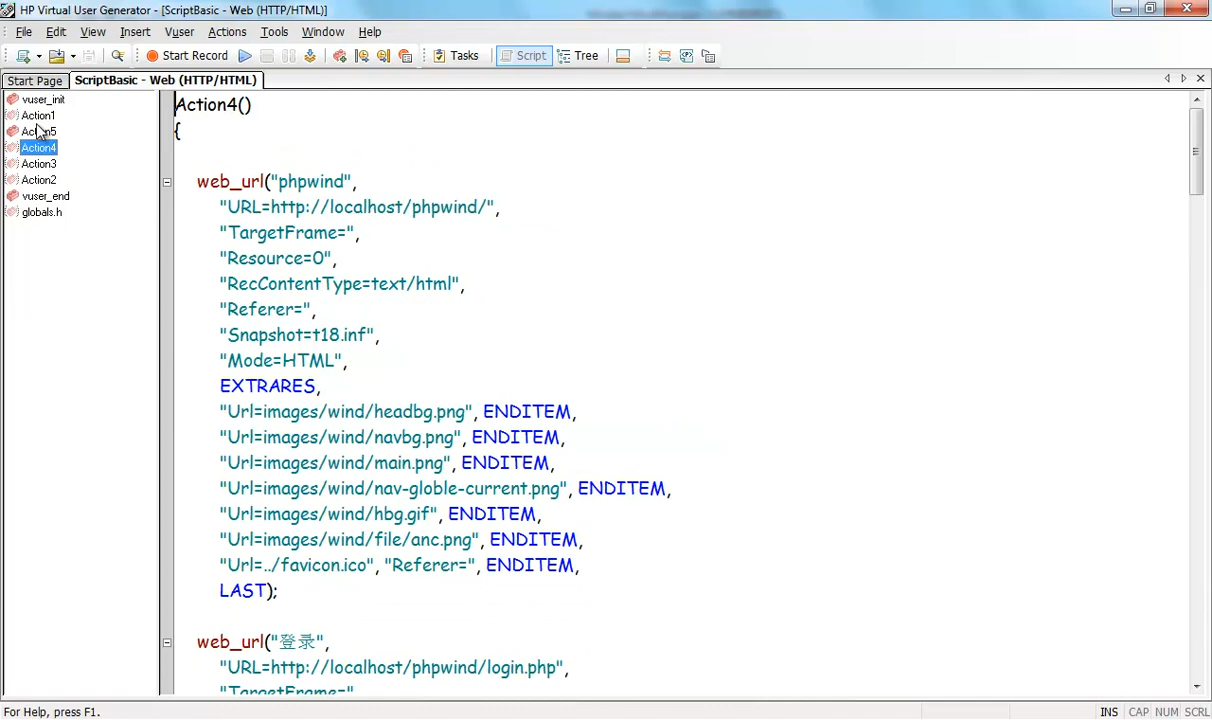 HP Virtual User Generator - [ScriptBasic - Web (HTTP/HTML)]
File Edit View Insert Vuser Actions Tools Window Help
Start Record Tasks Script Tree
Start Page ScriptBasic - Web (HTTP/HTML)
vuser_init
Action1
Action5
Action4
Action3
Action2
vuser_end
globals.h
Action4()
{
web_url("phpwind",
"URL=http://localhost/phpwind/",
"TargetFrame=",
"Resource=0",
"RecContentType=text/html",
"Referer=",
"Snapshot=t18.inf",
"Mode=HTML",
EXTRARES,
"Url=images/wind/headbg.png", ENDITEM,
"Url=images/wind/navbg.png", ENDITEM,
"Url=images/wind/main.png", ENDITEM,
"Url=images/wind/nav-globle-current.png", ENDITEM,
"Url=images/wind/hbg.gif", ENDITEM,
"Url=images/wind/file/anc.png", ENDITEM,
"Url=../favicon.ico", "Referer=", ENDITEM,
LAST);
web_url("登录",
"URL=http://localhost/phpwind/login.php",
"TargetFrame="
For Help, press F1.
INS CAP NUM SCRL